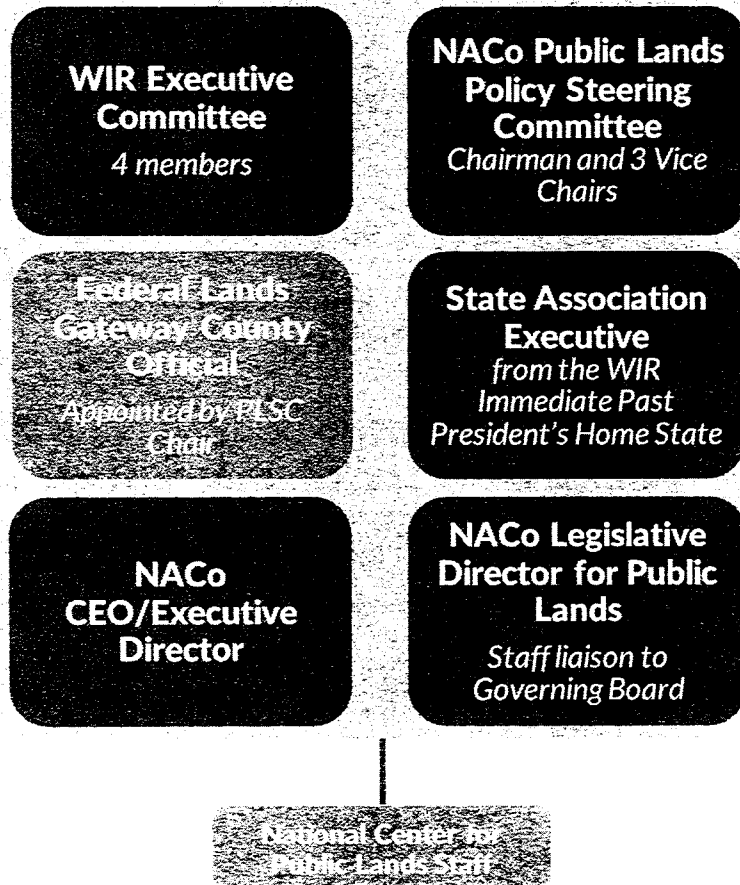 WIR Executive
Committee
4 members
NACo Public Lands
Policy Steering
Committee
Chairman and 3 Vice
Chairs
Federal Lands
Gateway County
Official
Appointed by PLSC
Chair
State Association
Executive
from the WIR
Immediate Past
President's Home State
NACo
CEO/Executive
Director
NACo Legislative
Director for Public
Lands
Staff liaison to
Governing Board
National Center for
Public Lands Staff